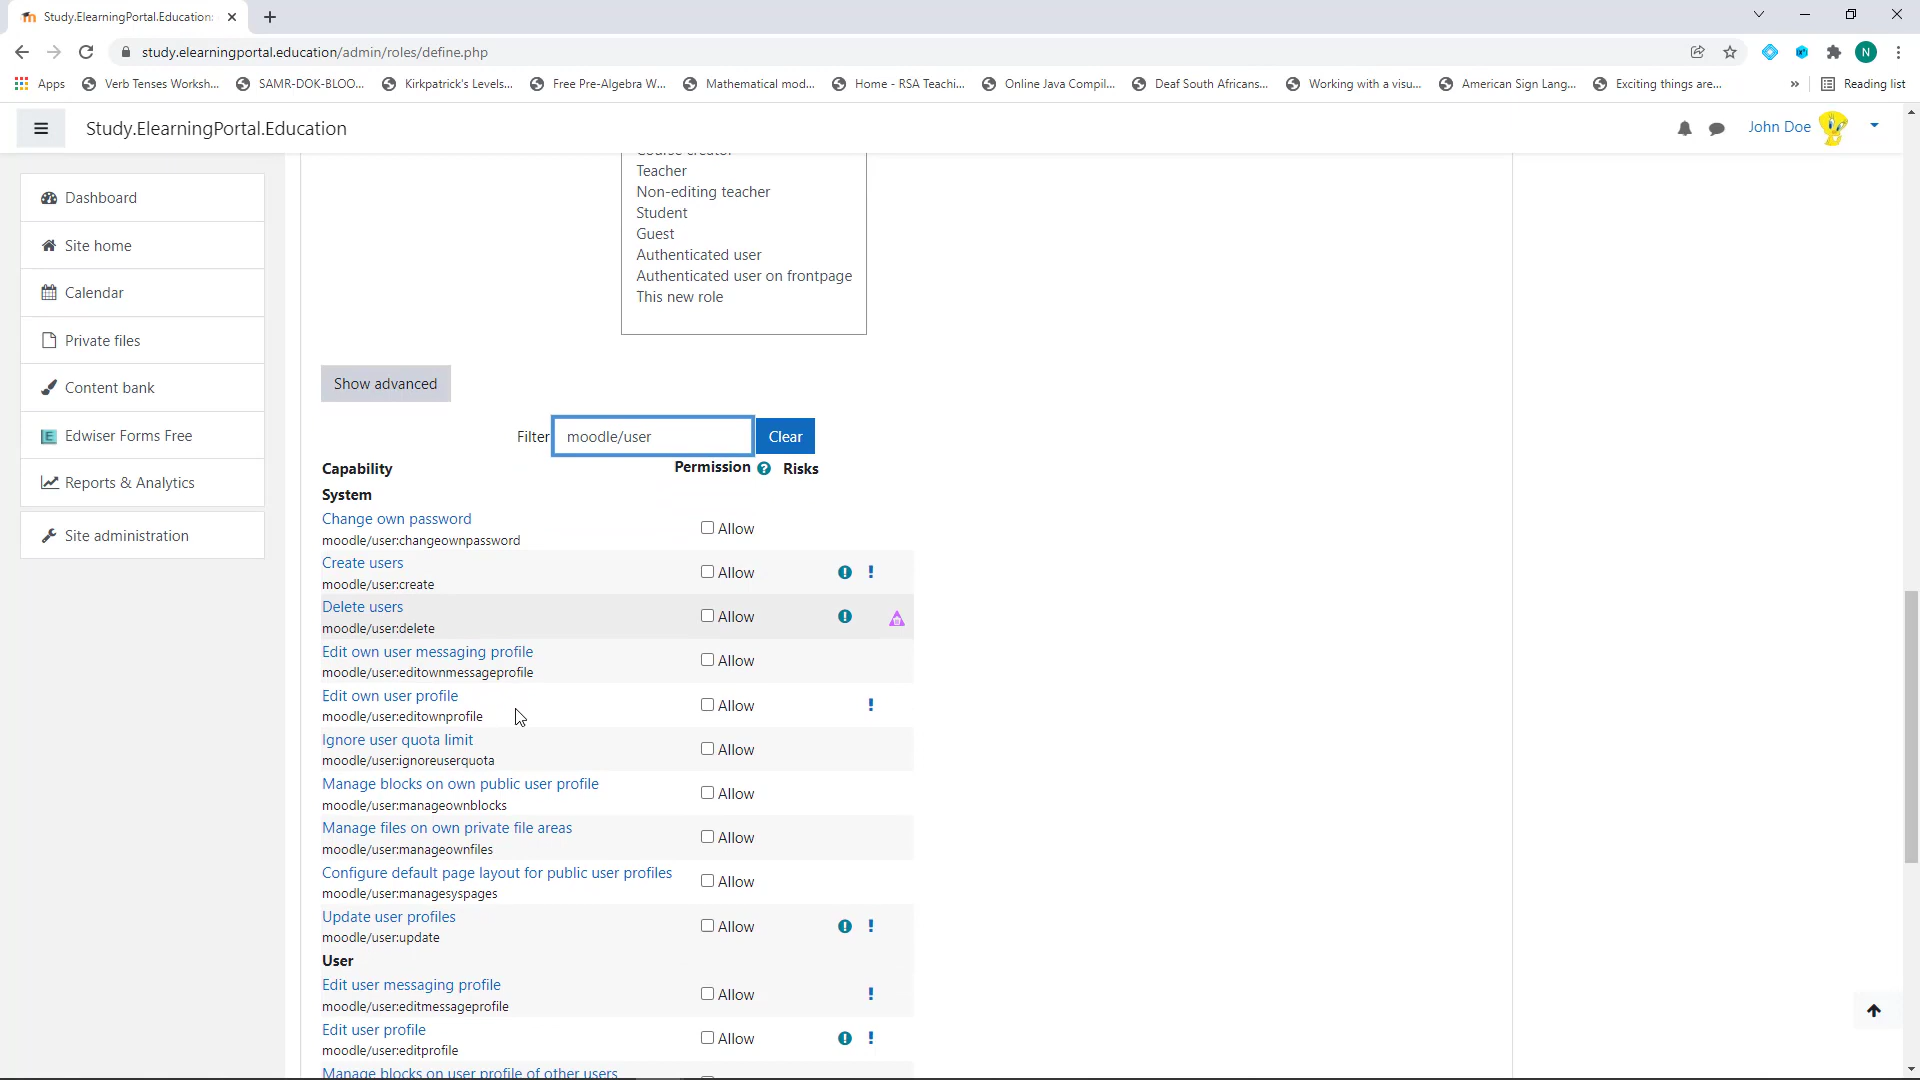 Study.ElearningPortal.Education:
study.elearningportal.education/admin/roles/define.php
N
Apps
Verb Tenses Worksh...
SAMR-DOK-BLOO...
Kirkpatrick's Levels...
Free Pre-Algebra W...
Mathematical mod...
Home - RSA Teachi...
Online Java Compil...
Deaf South Africans...
Working with a visu...
American Sign Lang...
Exciting things are...
»
Reading list
Study.ElearningPortal.Education
John Doe
Dashboard
Site home
Calendar
Private files
Content bank
E Edwiser Forms Free
Reports & Analytics
Site administration
Course creator
Teacher
Non-editing teacher
Student
Guest
Authenticated user
Authenticated user on frontpage
This new role
Show advanced
Filter moodle/user Clear
Capability Permission ? Risks
System
Change own password
moodle/user:changeownpassword
Allow
Create users
moodle/user:create
Allow
Delete users
moodle/user:delete
Allow
Edit own user messaging profile
moodle/user:editownmessageprofile
Allow
Edit own user profile
moodle/user:editownprofile
Allow
Ignore user quota limit
moodle/user:ignoreuserquota
Allow
Manage blocks on own public user profile
moodle/user:manageownblocks
Allow
Manage files on own private file areas
moodle/user:manageownfiles
Allow
Configure default page layout for public user profiles
moodle/user:managesyspages
Allow
Update user profiles
moodle/user:update
Allow
User
Edit user messaging profile
moodle/user:editmessageprofile
Allow
Edit user profile
moodle/user:editprofile
Allow
Manage blocks on user profile of other users